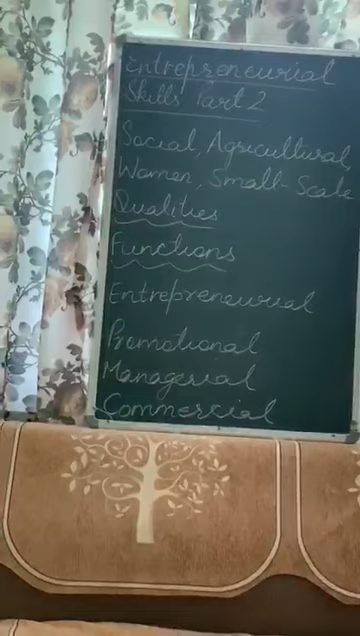 Entrepreneurial
Skills Part 2
Social, Agricultural,
Women, Small-Scale
Qualities
Functions
Entrepreneurial
Promotional
Managerial
Commercial